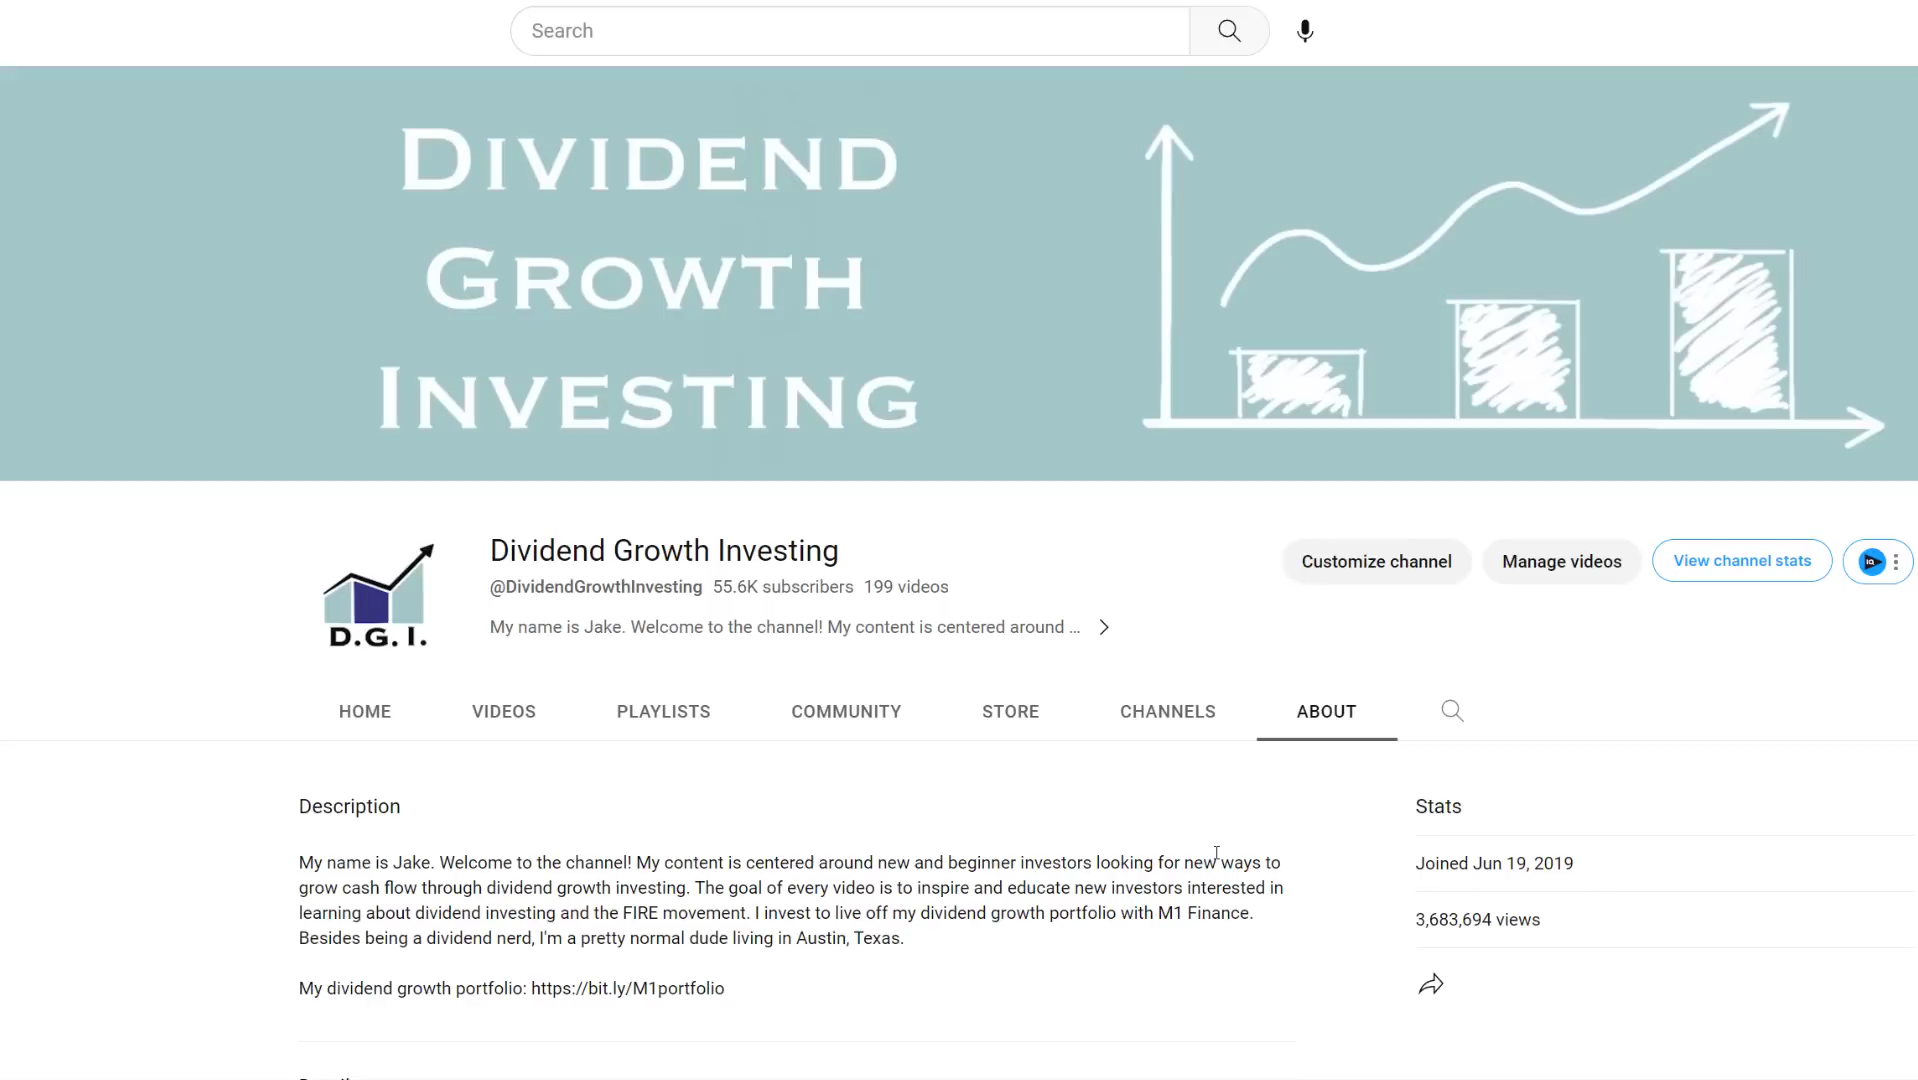 Search
DIVIDEND
GROWTH
INVESTING
D.G.I.
Dividend Growth Investing
@DividendGrowthInvesting 55.6K subscribers 199 videos
My name is Jake. Welcome to the channel! My content is centered around ...
Customize channel
Manage videos
View channel stats
HOME
VIDEOS
PLAYLISTS
COMMUNITY
STORE
CHANNELS
ABOUT
Description
My name is Jake. Welcome to the channel! My content is centered around new and beginner investors looking for new ways to
grow cash flow through dividend growth investing. The goal of every video is to inspire and educate new investors interested in
learning about dividend investing and the FIRE movement. I invest to live off my dividend growth portfolio with M1 Finance.
Besides being a dividend nerd, I'm a pretty normal dude living in Austin, Texas.
My dividend growth portfolio: https://bit.ly/M1portfolio
Stats
Joined Jun 19, 2019
3,683,694 views